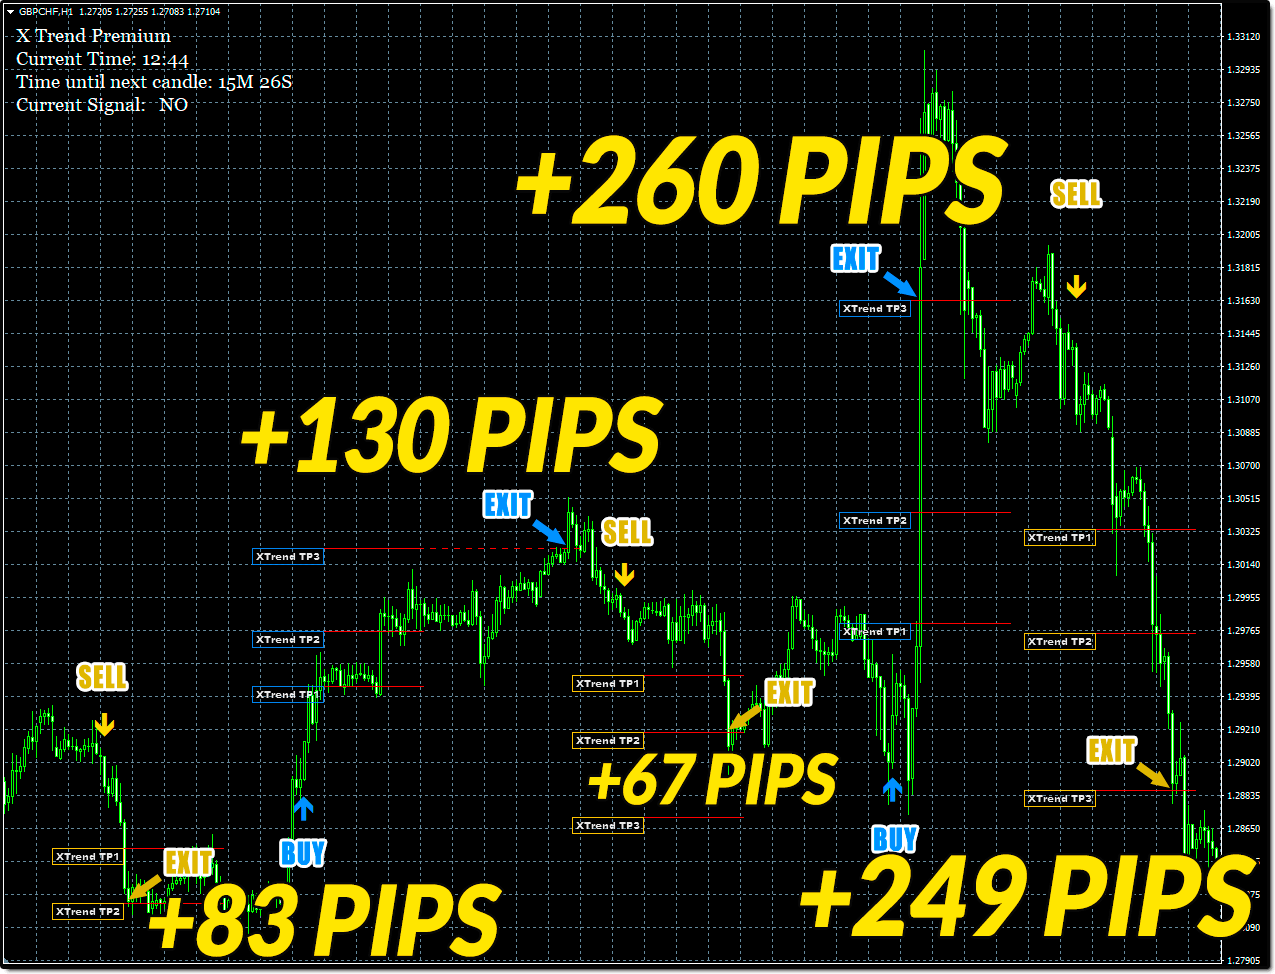 GBPCHF,H1 1.27205 1.27255 1.27083 1.27104
X Trend Premium
Current Time: 12:44
Time until next candle: 15M 26S
Current Signal: NO
+260 PIPS
SELL
EXIT
XTrend TP3
+130 PIPS
EXIT
SELL
XTrend TP2
XTrend TP1
XTrend TP3
XTrend TP1
XTrend TP2
XTrend TP2
SELL
XTrend TP1
XTrend TP1
EXIT
XTrend TP2
EXIT
+67 PIPS
XTrend TP3
XTrend TP3
BUY
BUY
XTrend TP1
EXIT
XTrend TP2
+83 PIPS
+249 PIPS
1.33120
1.32935
1.32750
1.32565
1.32375
1.32190
1.32005
1.31815
1.31630
1.31445
1.31260
1.31070
1.30885
1.30700
1.30515
1.30325
1.30140
1.29955
1.29765
1.29580
1.29395
1.29210
1.29020
1.28835
1.28650
1.27905